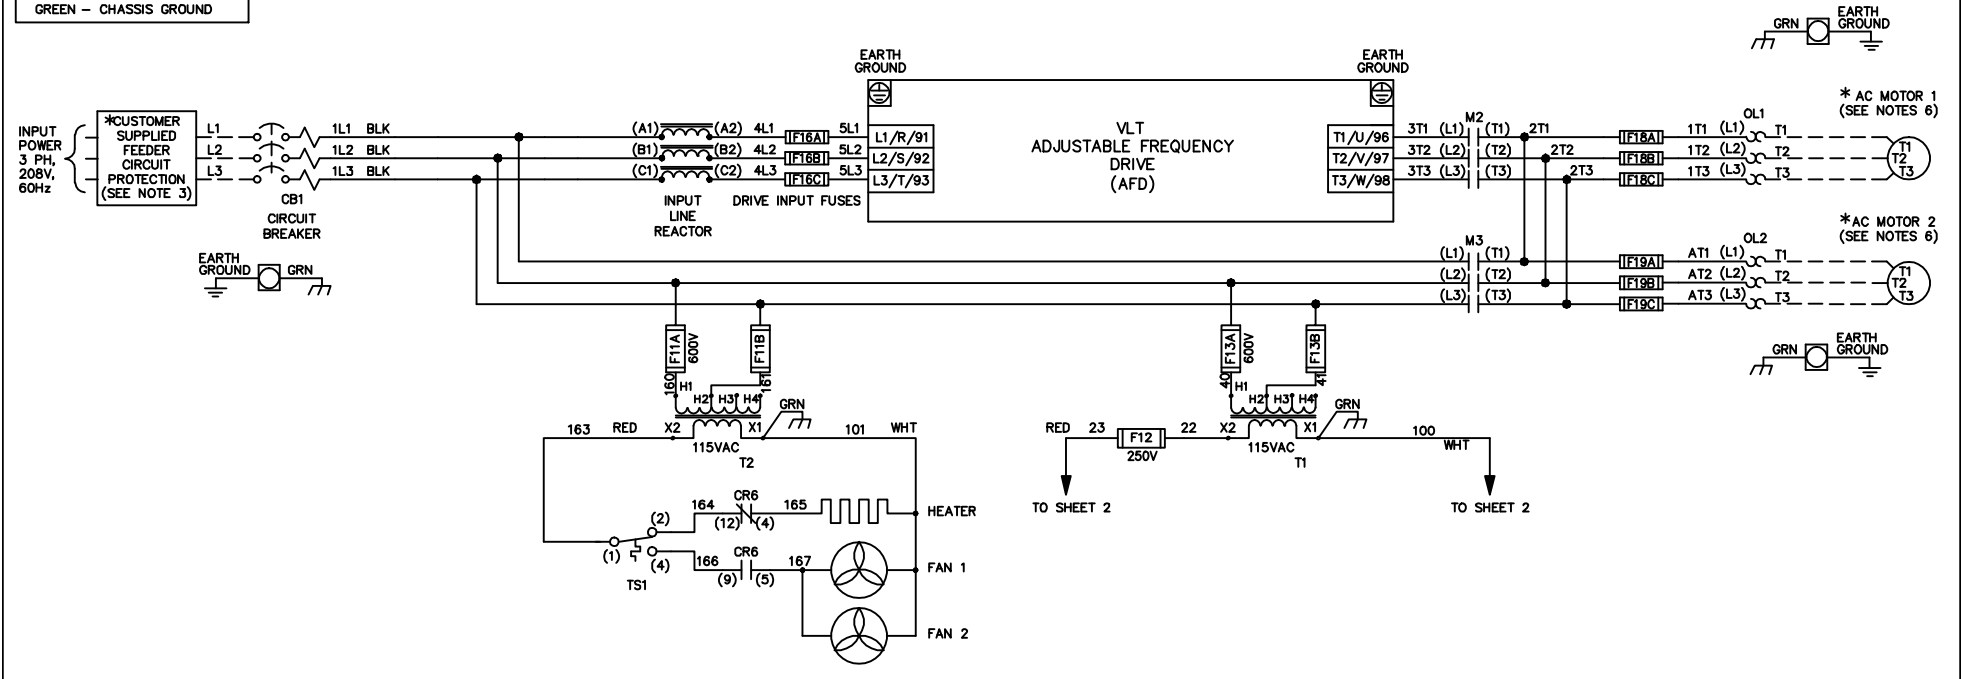 GREEN - CHASSIS GROUND
GRN
EARTH
GROUND
INPUT
POWER
3 PH,
208V,
60Hz
*CUSTOMER
SUPPLIED
FEEDER
CIRCUIT
PROTECTION
(SEE NOTE 3)
L1
L2
L3
CB1
CIRCUIT
BREAKER
1L1 BLK
1L2 BLK
1L3 BLK
(A1) (A2) 4L1 F16A 5L1
(B1) (B2) 4L2 F16B 5L2
(C1) (C2) 4L3 F16C 5L3
INPUT
LINE
REACTOR
DRIVE INPUT FUSES
EARTH
GROUND
EARTH
GROUND
L1/R/91
L2/S/92
L3/T/93
VLT
ADJUSTABLE FREQUENCY
DRIVE
(AFD)
T1/U/96
T2/V/97
T3/W/98
M2
3T1 (L1) (T1) 2T1
3T2 (L2) (T2) 2T2
3T3 (L3) (T3) 2T3
OL1
F18A 1T1 (L1) T1
F18B 1T2 (L2) T2
F18C 1T3 (L3) T3
* AC MOTOR 1
(SEE NOTES 6)
T1
T2
T3
EARTH
GROUND
GRN
M3
(L1) (T1)
(L2) (T2)
(L3) (T3)
OL2
F19A AT1 (L1) T1
F19B AT2 (L2) T2
F19C AT3 (L3) T3
*AC MOTOR 2
(SEE NOTES 6)
T1
T2
T3
GRN
EARTH
GROUND
F11A
600V
F11B
160
161
H1
H2 H3 H4
GRN
163 RED X2 X1 101 WHT
115VAC
T2
F13A
600V
F13B
40
41
H1
H2 H3 H4
GRN
RED 23 F12 22 X2 X1 100
WHT
250V
115VAC
T1
TO SHEET 2
TO SHEET 2
CR6
164 165
(12) (4)
HEATER
(2)
(1)
(4)
TS1
CR6
166 167
(9) (5)
FAN 1
FAN 2